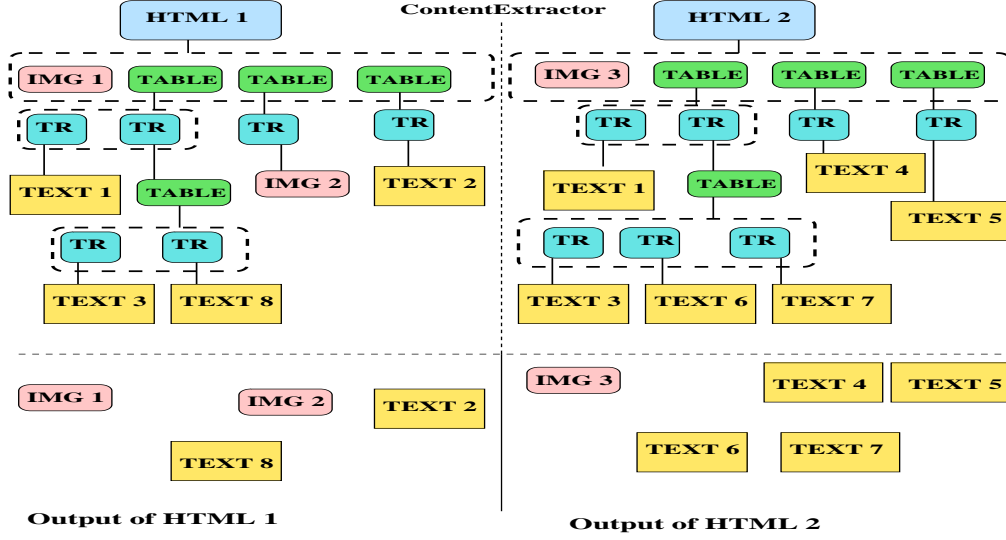 ContentExtractor
HTML 1
HTML 2
IMG 1 TABLE TABLE TABLE
IMG 3 TABLE TABLE TABLE
TR TR TR TR
TR TR TR TR
TEXT 1 TABLE IMG 2 TEXT 2
TEXT 1 TABLE TEXT 4 TEXT 5
TR TR
TR TR TR
TEXT 3 TEXT 8
TEXT 3 TEXT 6 TEXT 7
IMG 1 IMG 2 TEXT 2
IMG 3 TEXT 4 TEXT 5
TEXT 8
TEXT 6 TEXT 7
Output of HTML 1
Output of HTML 2